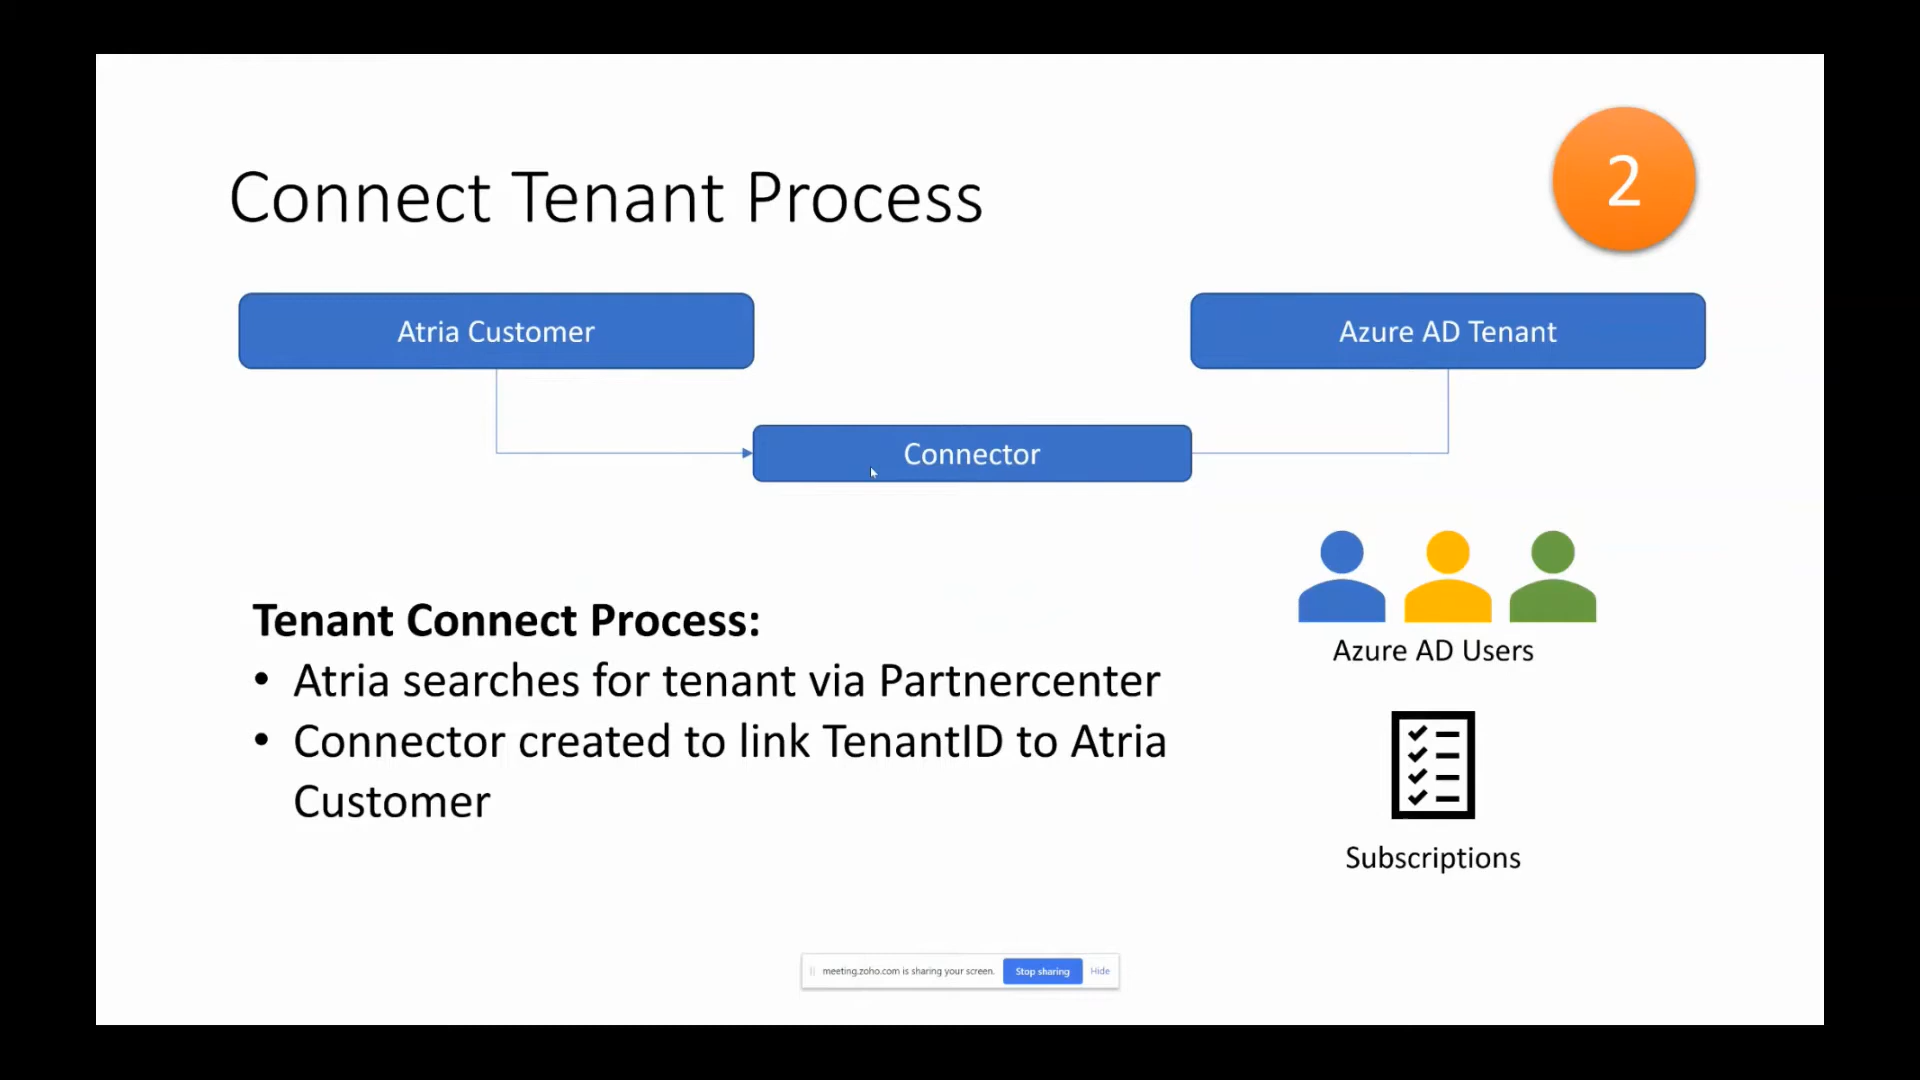 Connect Tenant Process
2
Atria Customer
Azure AD Tenant
Connector
Tenant Connect Process:
• Atria searches for tenant via Partnercenter
• Connector created to link TenantID to Atria
Customer
Azure AD Users
Subscriptions
meeting.zoho.com is sharing your screen. Stop sharing Hide